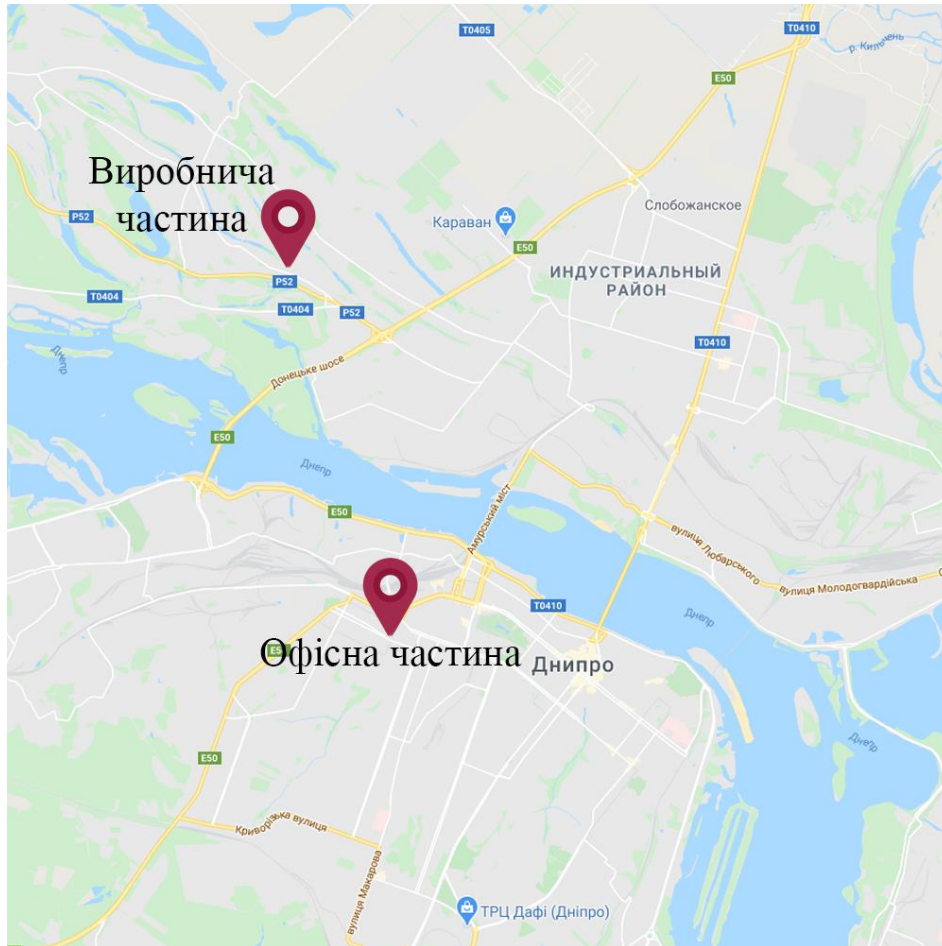 T0405
T0410
р. Кильчень
E50
Виробнича
частина
Слобожанское
P52
Караван
E50
ИНДУСТРИАЛЬНЫЙ
РАЙОН
P52
T0404
T0404
P52
T0410
Днепр
Донецьке шосе
E50
Днепр
E50
Амурський міст
вулиця Любарського
вулиця Молодогвардійська
T0410
Днепр
E50
Офісна частина
Днипро
Днепр
E50
Криворізька вулиця
вулиця Макарова
ТРЦ Дафі (Дніпро)